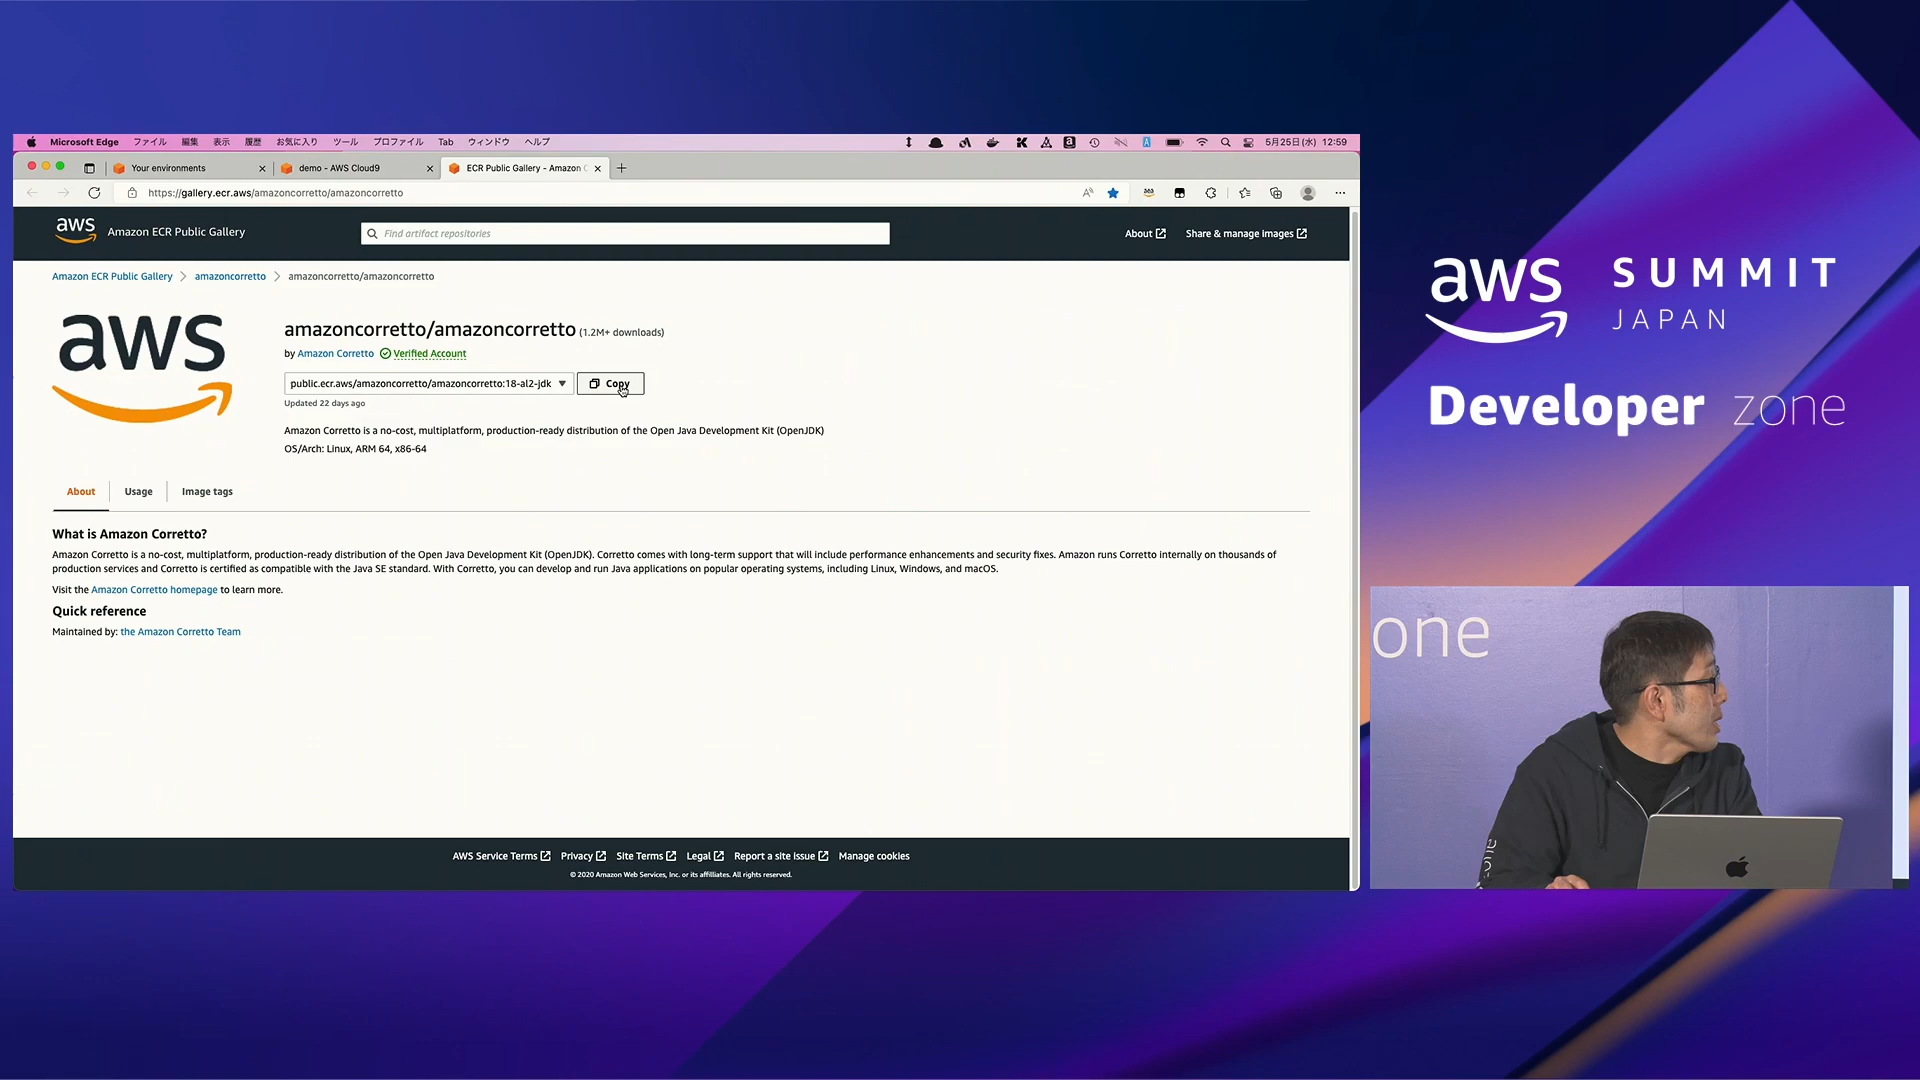 Microsoft Edge ファイル 編集 表示 履歴 お気に入り ツール プロファイル Tab ウィンドウ ヘルプ 5月25日(水) 12:59
Your environments
demo - AWS Cloud9
ECR Public Gallery - Amazon
https://gallery.ecr.aws/amazoncorretto/amazoncorretto
aws Amazon ECR Public Gallery
Find artifact repositories
About
Share & manage images
Amazon ECR Public Gallery > amazoncorretto > amazoncorretto/amazoncorretto
aws
amazoncorretto/amazoncorretto (1.2M+ downloads)
by Amazon Corretto Verified Account
public.ecr.aws/amazoncorretto/amazoncorretto:18-al2-jdk
Copy
Updated 22 days ago
Amazon Corretto is a no-cost, multiplatform, production-ready distribution of the Open Java Development Kit (OpenJDK)
OS/Arch: Linux, ARM 64, x86-64
About
Usage
Image tags
What is Amazon Corretto?
Amazon Corretto is a no-cost, multiplatform, production-ready distribution of the Open Java Development Kit (OpenJDK). Corretto comes with long-term support that will include performance enhancements and security fixes. Amazon runs Corretto internally on thousands of
production services and Corretto is certified as compatible with the Java SE standard. With Corretto, you can develop and run Java applications on popular operating systems, including Linux, Windows, and macOS.
Visit the Amazon Corretto homepage to learn more.
Quick reference
Maintained by: the Amazon Corretto Team
AWS Service Terms Privacy Site Terms Legal Report a site issue Manage cookies
© 2020 Amazon Web Services, Inc. or its affiliates. All rights reserved.
aws SUMMIT
JAPAN
Developer zone
one